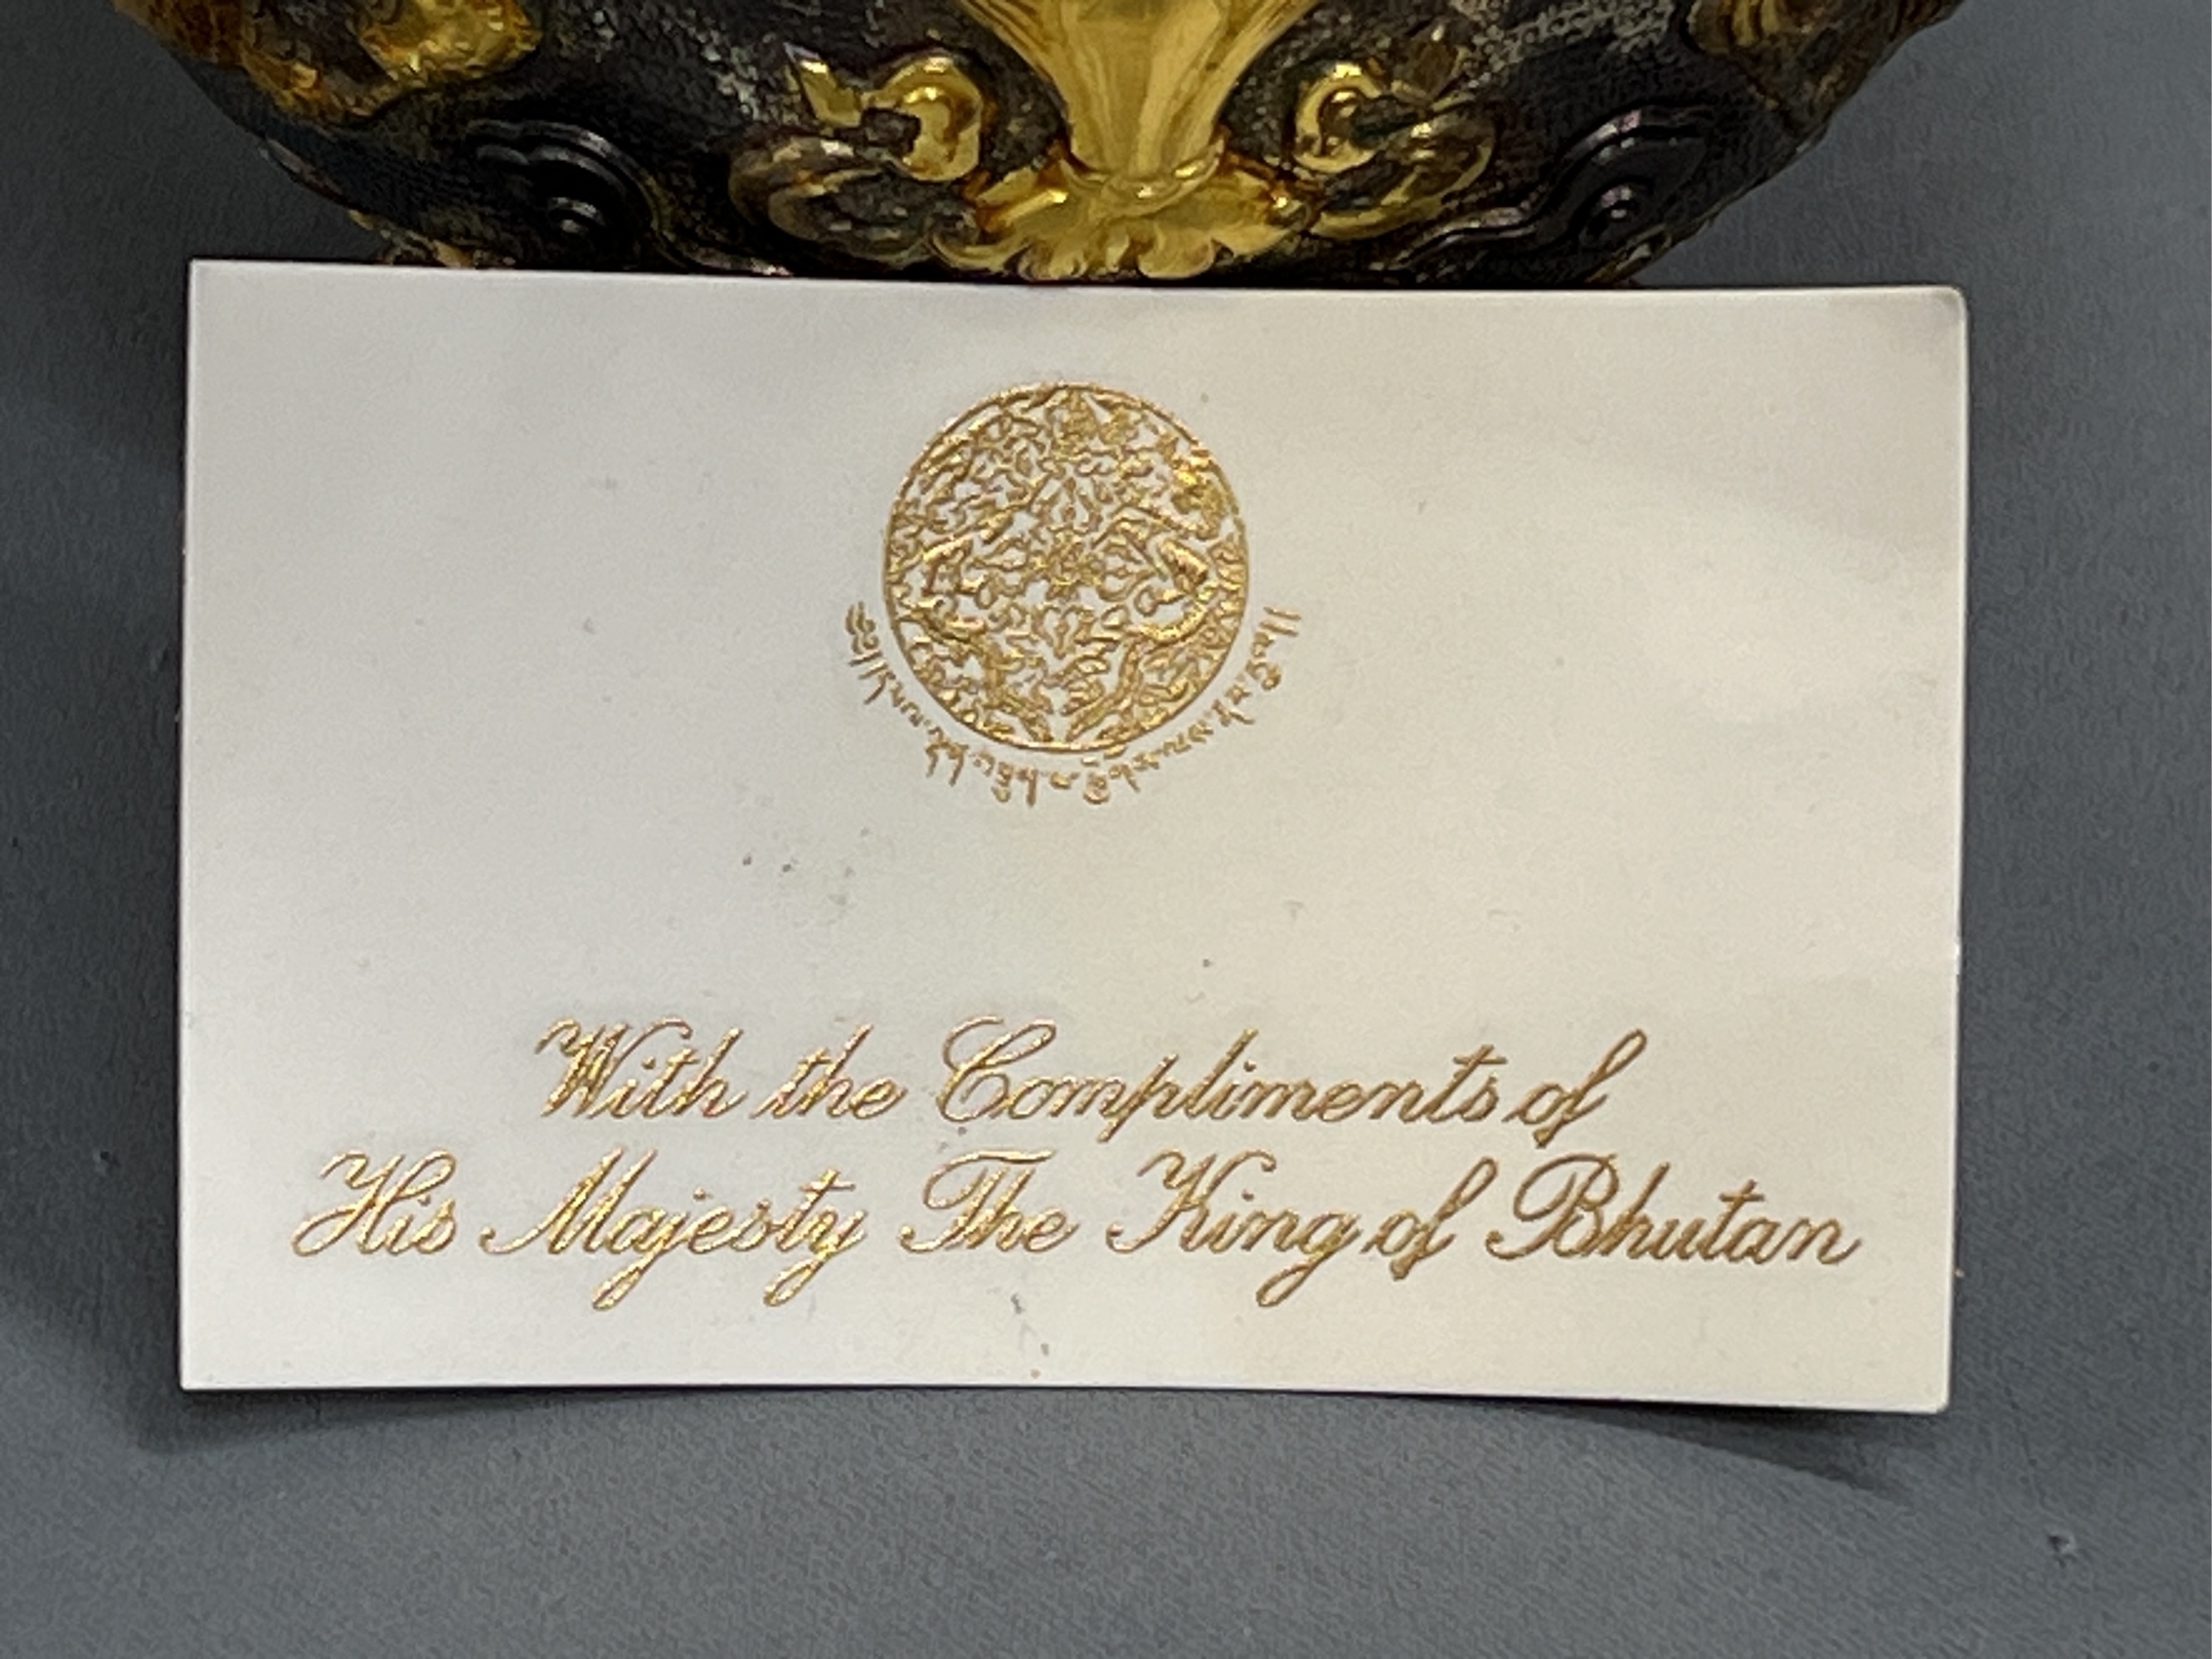 With the Compliments of
His Majesty The King of Bhutan